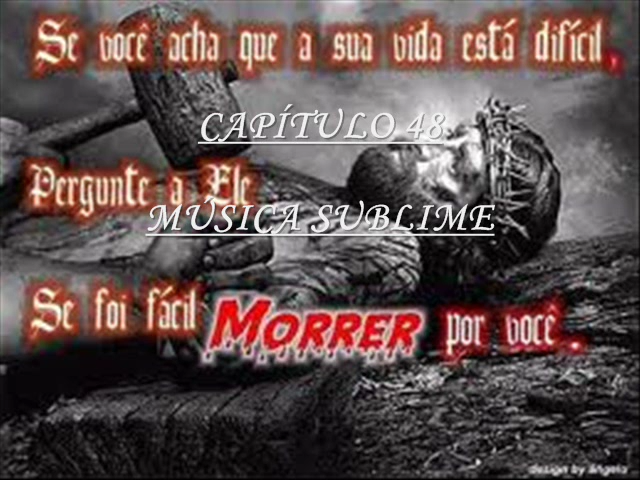 Se você acha que a sua vida está difícil,
CAPÍTULO 48
Pergunte a Ele
MÚSICA SUBLIME
Se foi fácil MORRER por você.
design by ângela